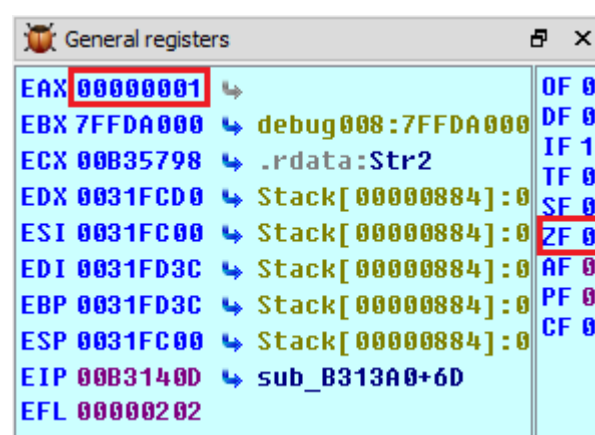 General registers
EAX 00000001
EBX 7FFDA000 debug008:7FFDA000
ECX 00B35798 .rdata:Str2
EDX 0031FCD0 Stack[00000884]:0
ESI 0031FC00 Stack[00000884]:0
EDI 0031FD3C Stack[00000884]:0
EBP 0031FD3C Stack[00000884]:0
ESP 0031FC00 Stack[00000884]:0
EIP 00B3140D sub_B313A0+6D
EFL 00000202
OF 0
DF 0
IF 1
TF 0
SF 0
ZF 0
AF 0
PF 0
CF 0